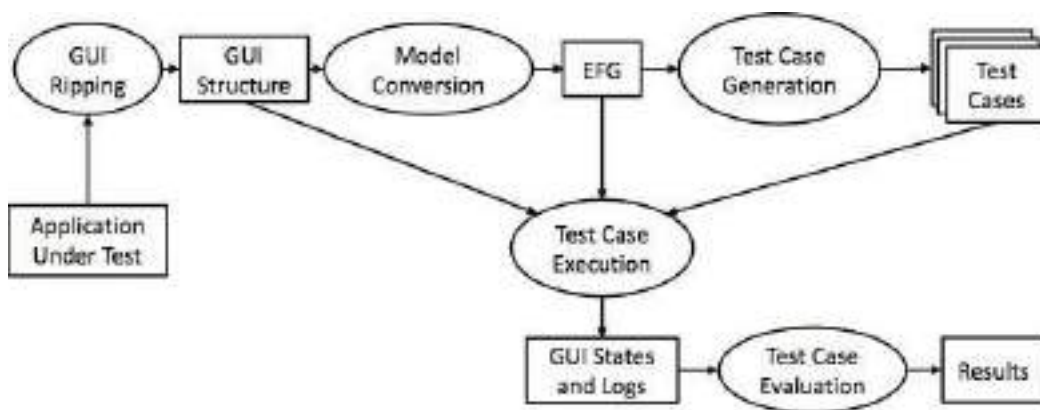 GUI
Ripping
GUI
Structure
Model
Conversion
EFG
Test Case
Generation
Test
Cases
Application
Under Test
Test Case
Execution
GUI States
and Logs
Test Case
Evaluation
Results